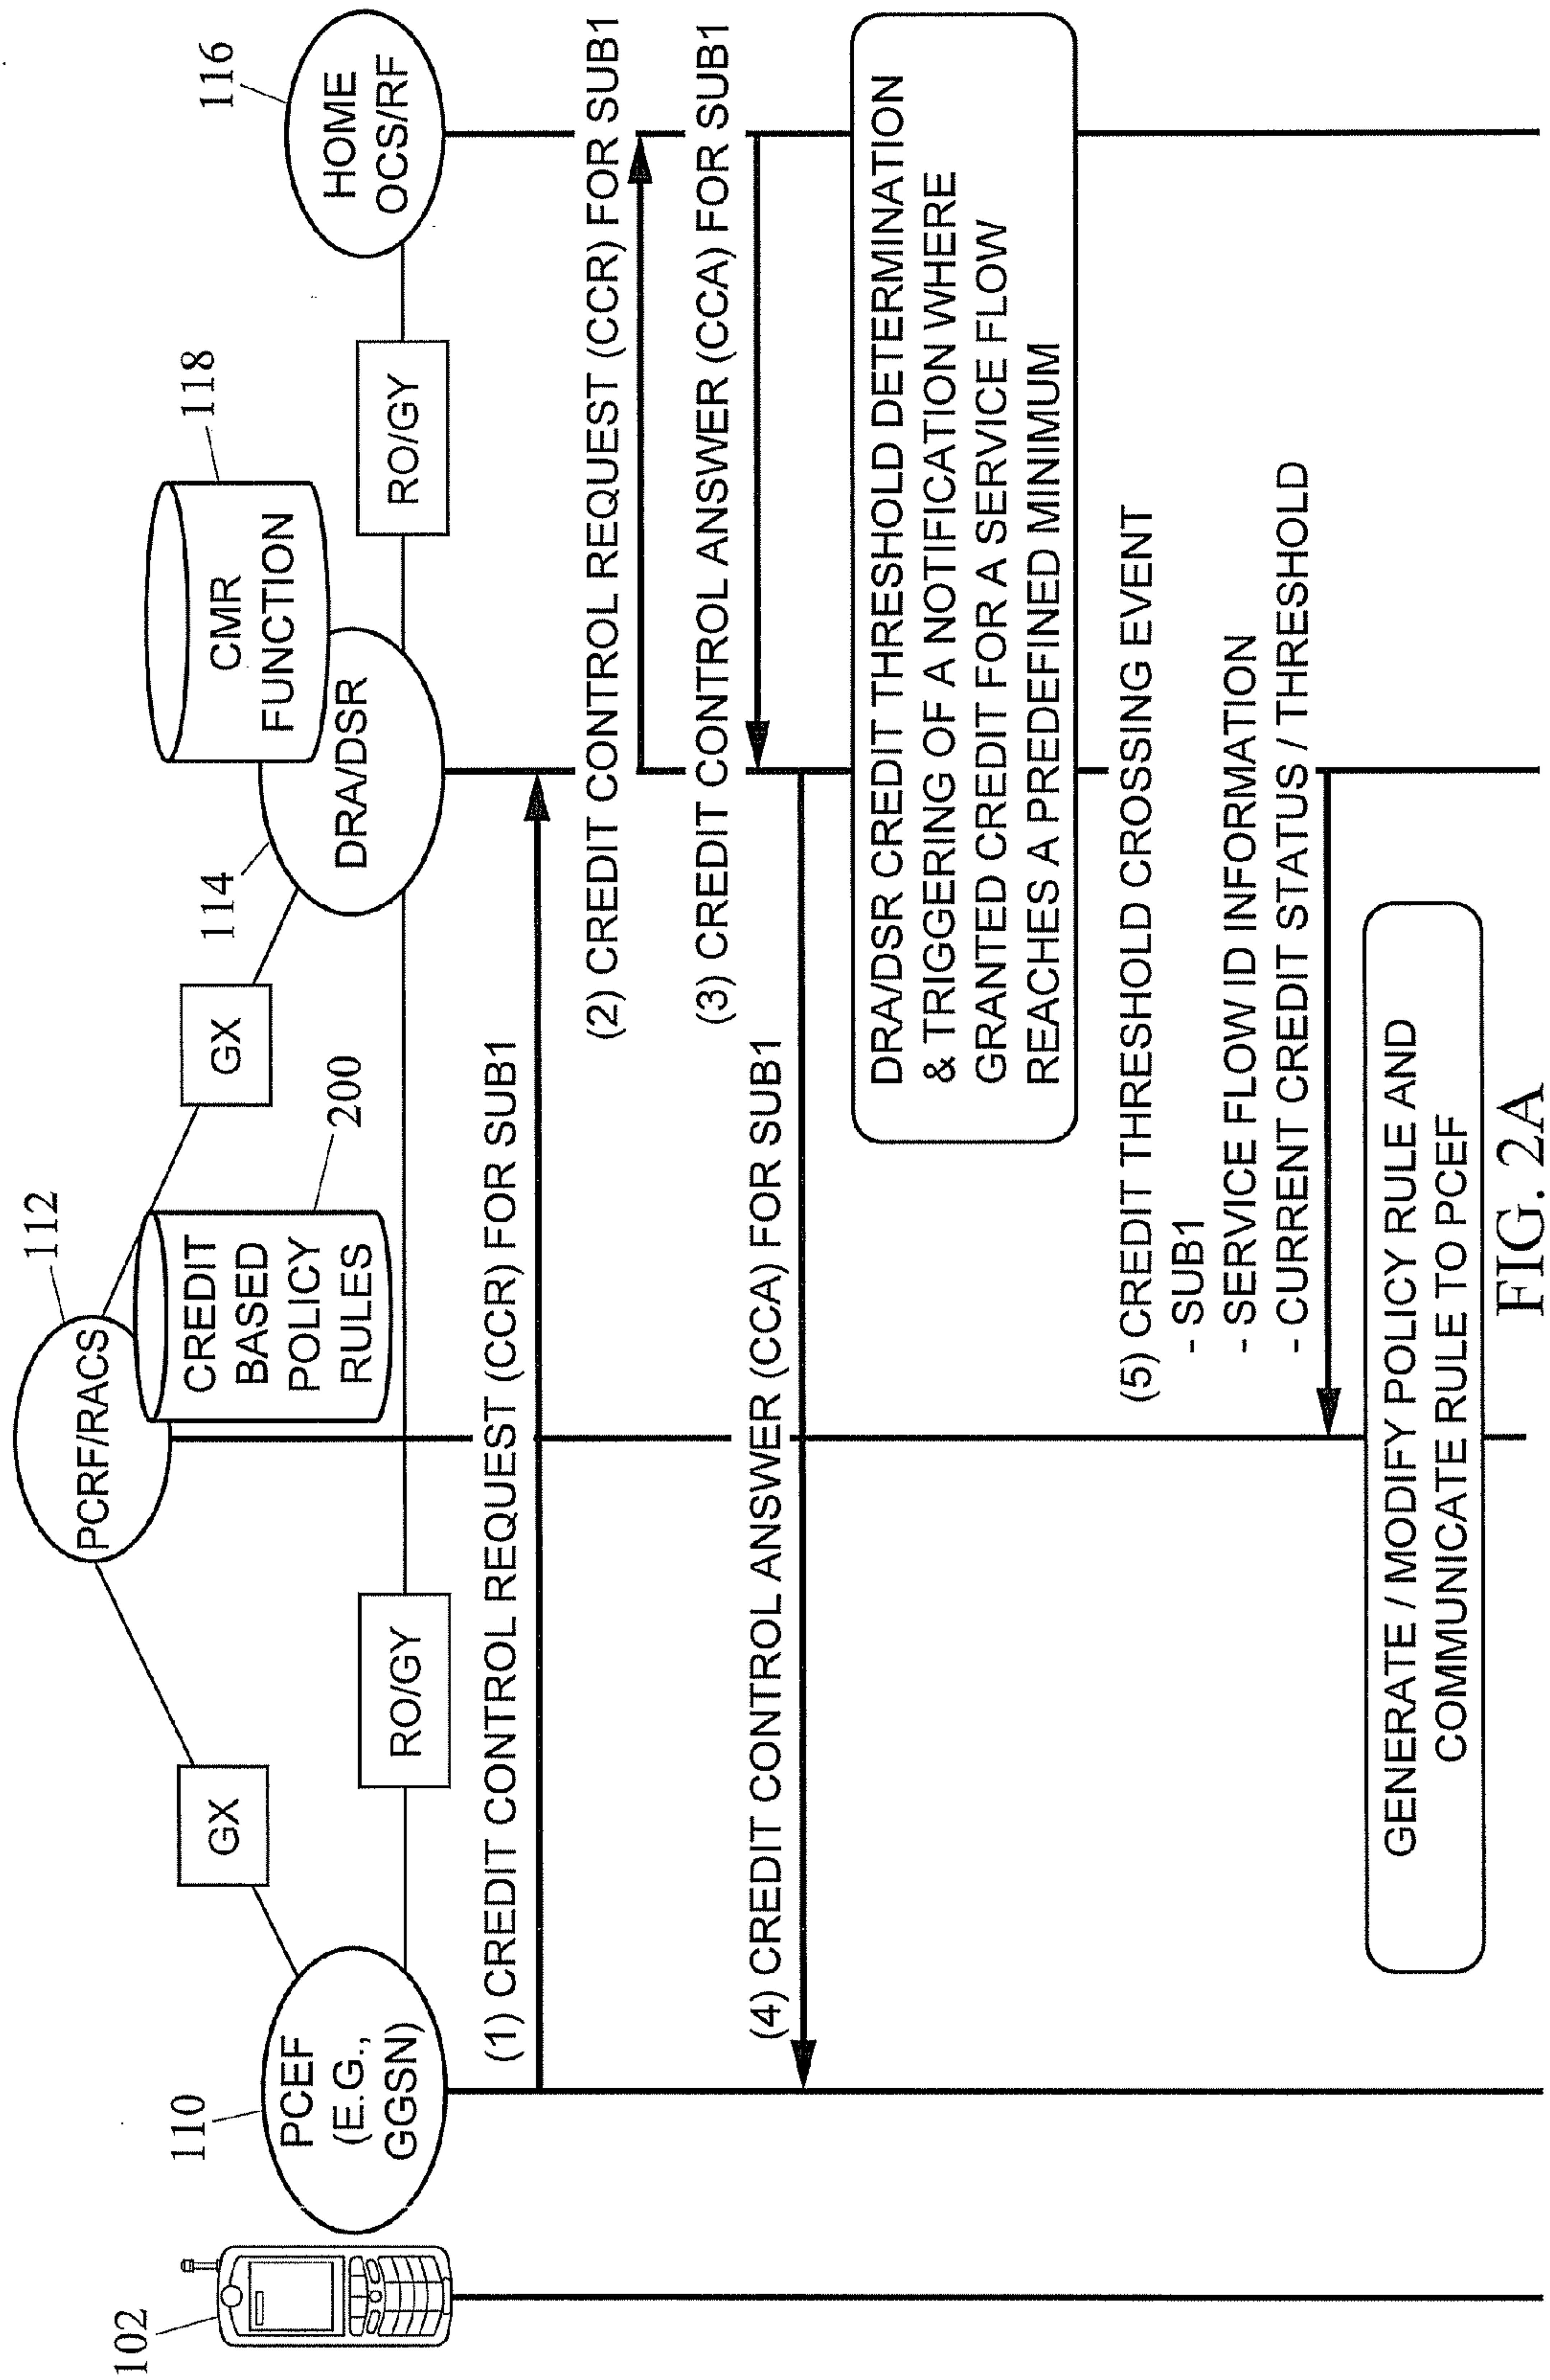 102
110
PCEF
(E.G.,
GGSN)
GX
RO/GY
112
PCRF/RACS
CREDIT
BASED
POLICY
RULES
200
GX
114
DRA/DSR
118
CMR
FUNCTION
RO/GY
116
HOME
OCS/RF
(1) CREDIT CONTROL REQUEST (CCR) FOR SUB1
(2) CREDIT CONTROL REQUEST (CCR) FOR SUB1
(3) CREDIT CONTROL ANSWER (CCA) FOR SUB1
(4) CREDIT CONTROL ANSWER (CCA) FOR SUB1
DRA/DSR CREDIT THRESHOLD DETERMINATION
& TRIGGERING OF A NOTIFICATION WHERE
GRANTED CREDIT FOR A SERVICE FLOW
REACHES A PREDEFINED MINIMUM
(5) CREDIT THRESHOLD CROSSING EVENT
- SUB1
- SERVICE FLOW ID INFORMATION
- CURRENT CREDIT STATUS / THRESHOLD
GENERATE / MODIFY POLICY RULE AND
COMMUNICATE RULE TO PCEF
FIG. 2A